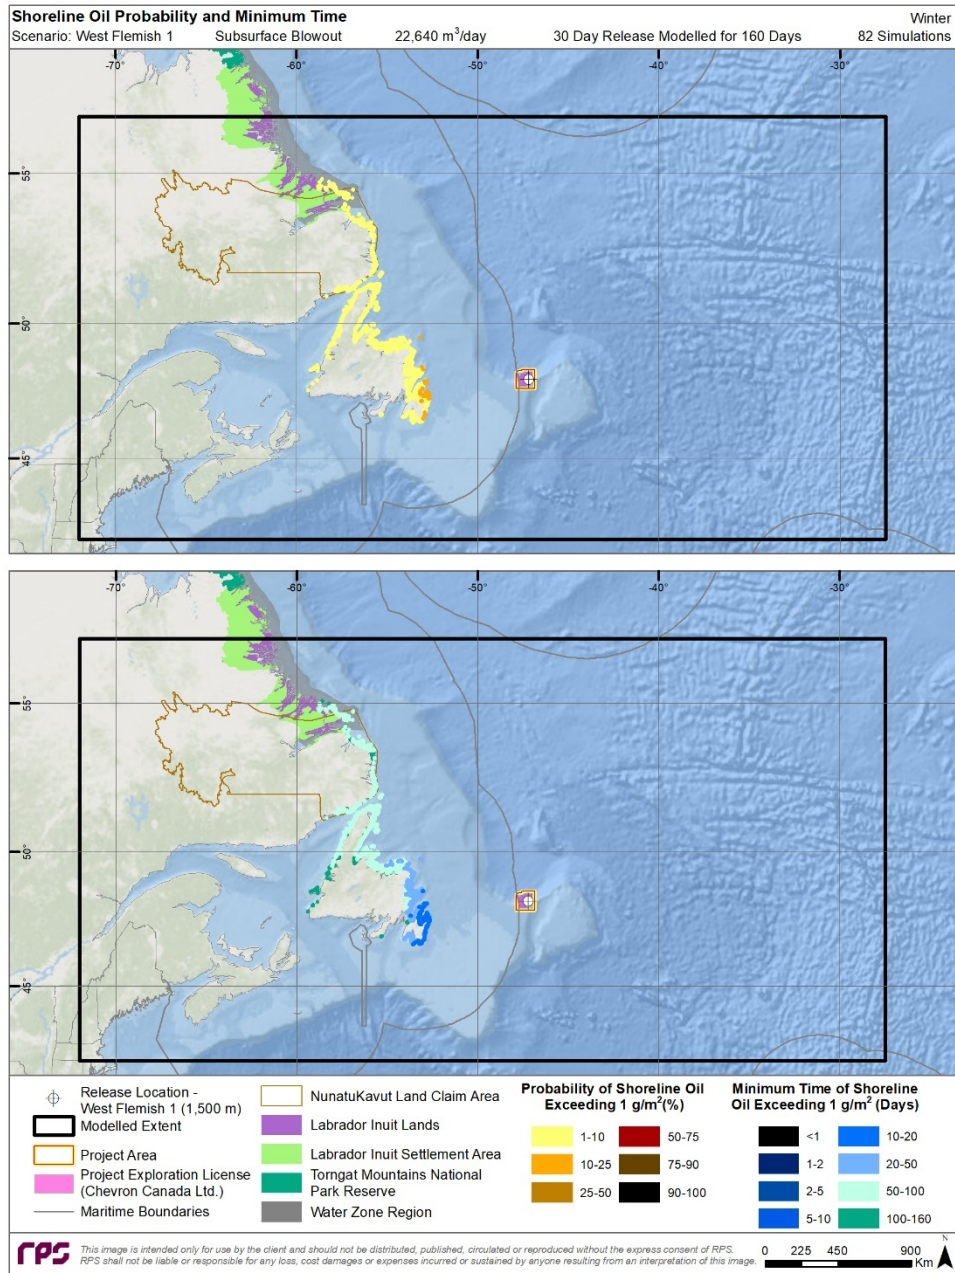 Shoreline Oil Probability and Minimum Time Winter
Scenario: West Flemish 1 Subsurface Blowout 22,640 m³/day 30 Day Release Modelled for 160 Days 82 Simulations
-70° -60° -50° -40° -30°
55°
50°
45°
-70° -60° -50° -40° -30°
55°
50°
45°
Release Location -
West Flemish 1 (1,500 m)
Modelled Extent
Project Area
Project Exploration License
(Chevron Canada Ltd.)
Maritime Boundaries
NunatuKavut Land Claim Area
Labrador Inuit Lands
Labrador Inuit Settlement Area
Torngat Mountains National
Park Reserve
Water Zone Region
Probability of Shoreline Oil
Exceeding 1 g/m²(%)
1-10 50-75
10-25 75-90
25-50 90-100
Minimum Time of Shoreline
Oil Exceeding 1 g/m² (Days)
<1 10-20
1-2 20-50
2-5 50-100
5-10 100-160
rps
This image is intended only for use by the client and should not be distributed, published, circulated or reproduced without the express consent of RPS.
RPS shall not be liable or responsible for any loss, cost damages or expenses incurred or sustained by anyone resulting from an interpretation of this image.
0 225 450 900
Km
N